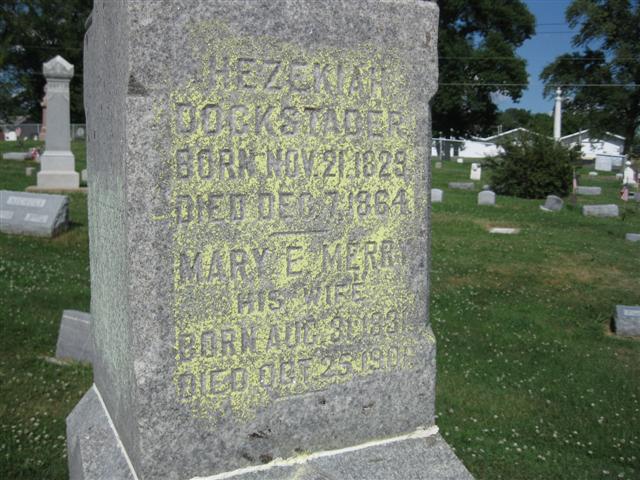 HEZEKIAH
DOCKSTADER
BORN NOV. 21, 1829
DIED DEC. 7, 1864
MARY E. MERRY
HIS WIFE
BORN AUG. 31, 1831
DIED OCT. 25,